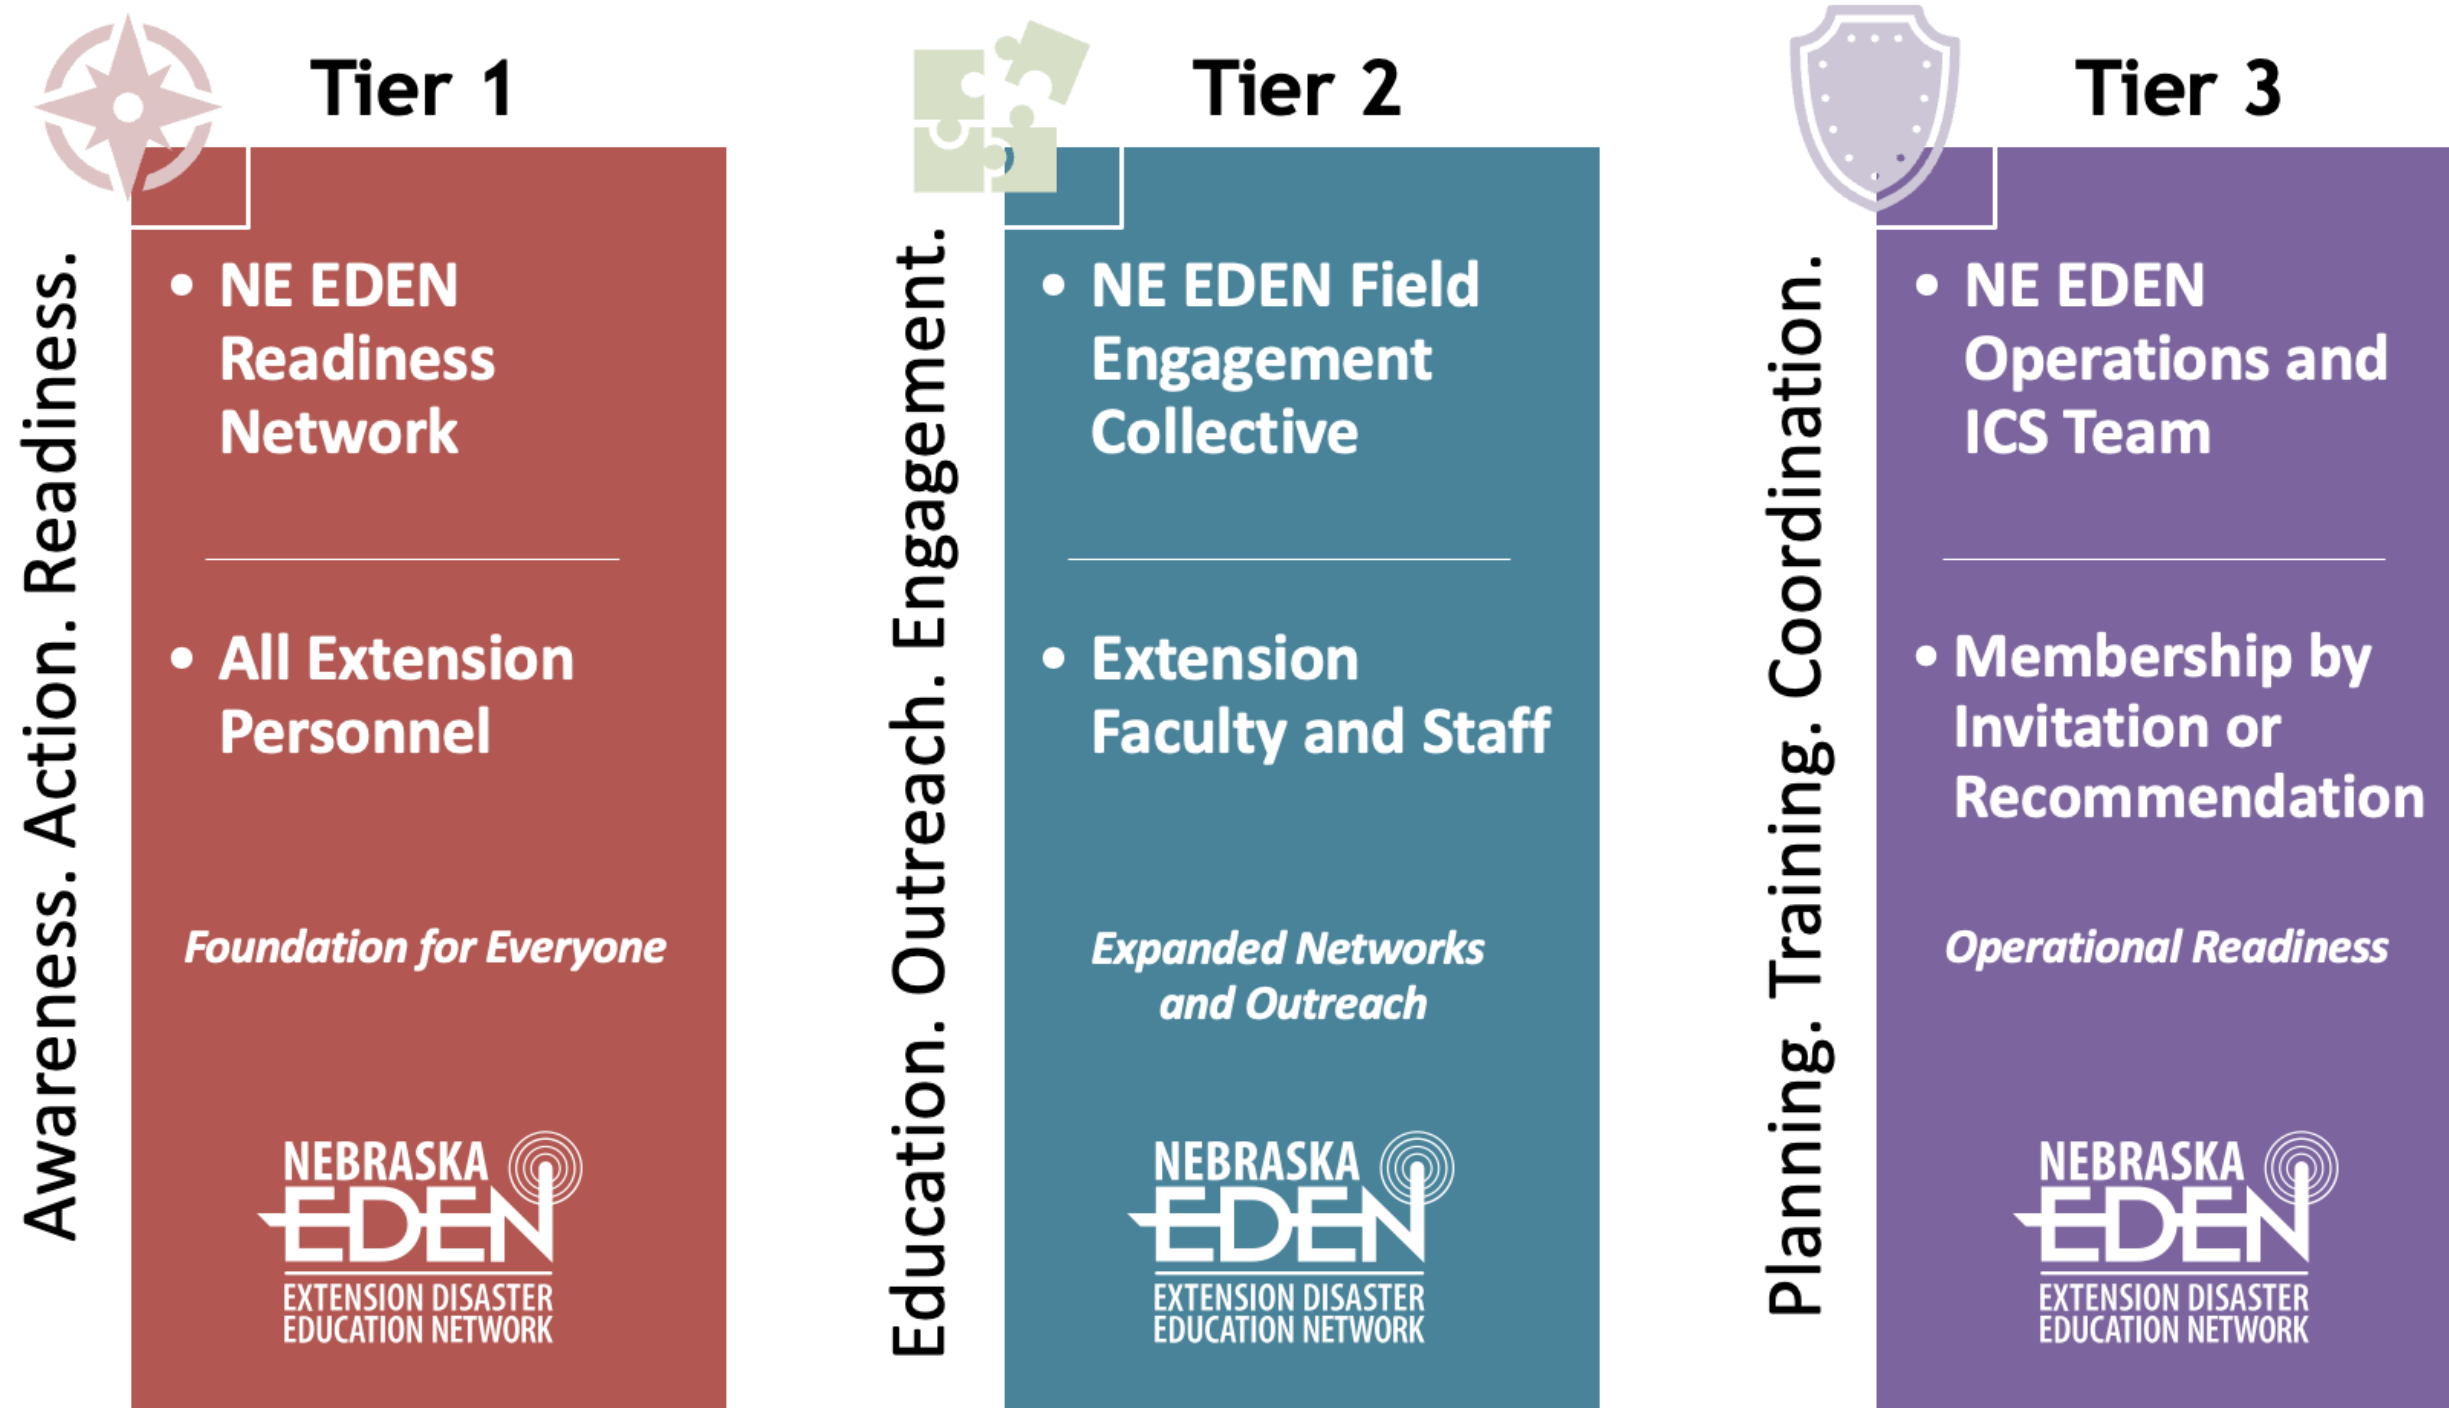 Tier 1
Awareness. Action. Readiness.
• NE EDEN
Readiness
Network
• All Extension
Personnel
Foundation for Everyone
NEBRASKA
EDEN
EXTENSION DISASTER
EDUCATION NETWORK
Tier 2
Education. Outreach. Engagement.
• NE EDEN Field
Engagement
Collective
• Extension
Faculty and Staff
Expanded Networks
and Outreach
NEBRASKA
EDEN
EXTENSION DISASTER
EDUCATION NETWORK
Tier 3
Planning. Training. Coordination.
• NE EDEN
Operations and
ICS Team
• Membership by
Invitation or
Recommendation
Operational Readiness
NEBRASKA
EDEN
EXTENSION DISASTER
EDUCATION NETWORK